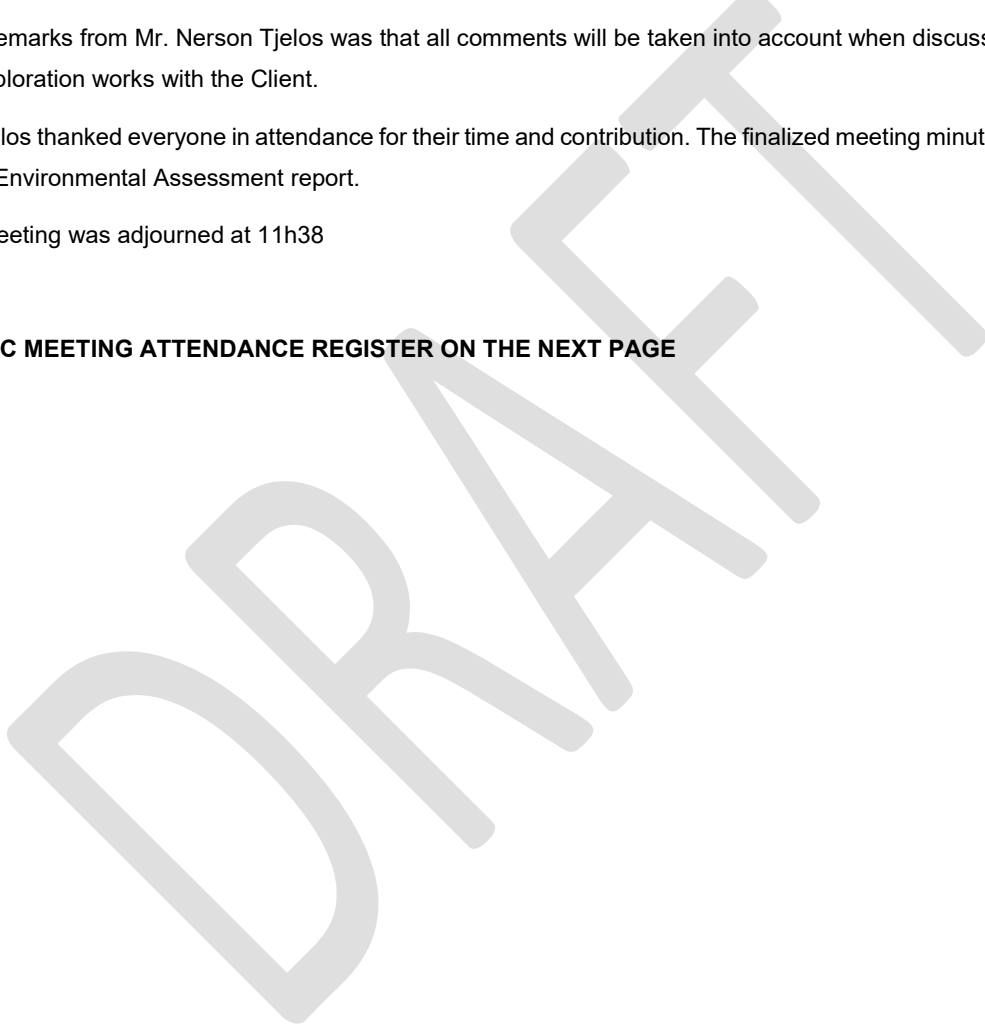 emarks from Mr. Nerson Tjelos was that all comments will be taken into account when discuss
ploration works with the Client.
los thanked everyone in attendance for their time and contribution. The finalized meeting minut
Environmental Assessment report.
eeting was adjourned at 11h38
C MEETING ATTENDANCE REGISTER ON THE NEXT PAGE
DRAFT